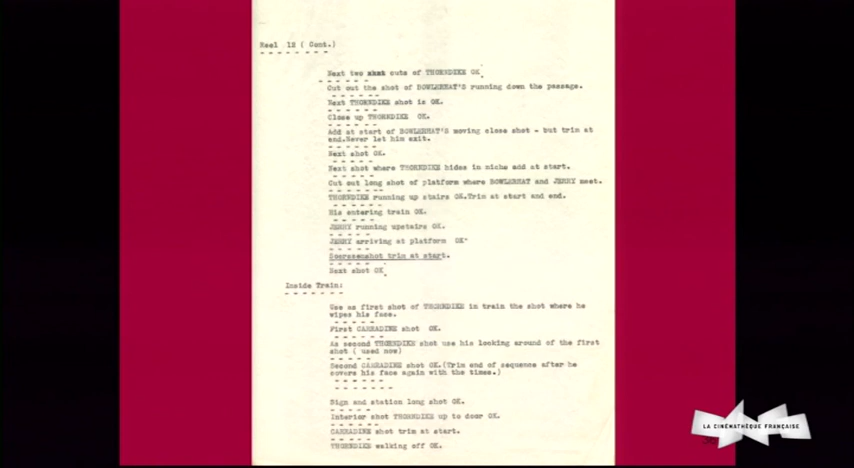 Reel 12 ( Cont.)
Next two cuts of THORNDIKE OK
Cut out the shot of BOWLERHAT'S running down the passage.
Next THORNDIKE shot is OK.
Close up THORNDIKE OK.
Add at start of BOWLERHAT'S moving close shot - but trim at
end.Never let him exit.
Next shot OK.
Next shot where THORNDIKE hides in niche add at start.
Cut out long shot of platform where BOWLERHAT and JERRY meet.
THORNDIKE running up stairs OK.Trim at start and end.
His entering train OK.
JERRY running upstairs OK.
JERRY arriving at platform OK
trim at start.
Next shot OK
Inside Train:
Use as first shot of THORNDIKE in train the shot where he
wipes his face.
First CARRADINE shot OK.
As second THORNDIKE shot use his looking around of the first
shot ( used now)
Second CARRADINE shot OK.(Trim end of sequence after he
covers his face again with the times.)
Sign and station long shot OK.
Interior shot THORNDIKE up to door OK.
CARRADINE shot trim at start.
THORNDIKE walking off OK.
LA CINÉMATHÈQUE FRANÇAISE